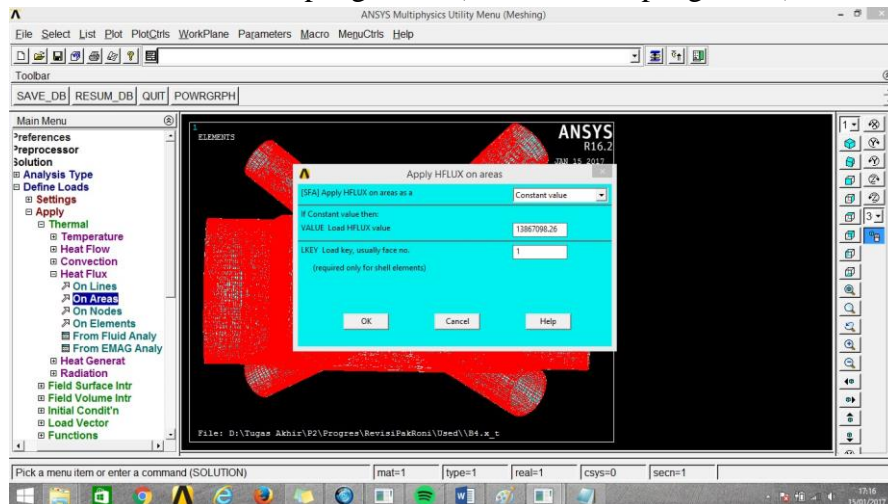 ANSYS Multiphysics Utility Menu (Meshing)
File Select List Plot PlotCtrls WorkPlane Parameters Macro MenuCtrls Help
Toolbar
SAVE_DB RESUM_DB QUIT POWRGRPH
Main Menu
Preferences
Preprocessor
Solution
Analysis Type
Define Loads
Settings
Apply
Thermal
Temperature
Heat Flow
Convection
Heat Flux
On Lines
On Areas
On Nodes
On Elements
From Fluid Analy
From EMAG Analy
Heat Generat
Radiation
Field Surface Intr
Field Volume Intr
Initial Condit'n
Load Vector
Functions
1
ELEMENTS
ANSYS
R16.2
JAN 15 2017
Apply HFLUX on areas
[SFA] Apply HFLUX on areas as a
Constant value
If Constant value then:
VALUE Load HFLUX value
13867098.26
LKEY Load key, usually face no.
1
(required only for shell elements)
OK Cancel Help
File: D:\Tugas Akhir\P2\Progres\RevisiPakRoni\Used\\B4.x_t
1
3
Pick a menu item or enter a command (SOLUTION)
mat=1 type=1 real=1 csys=0 secn=1
17:16
15/01/2017